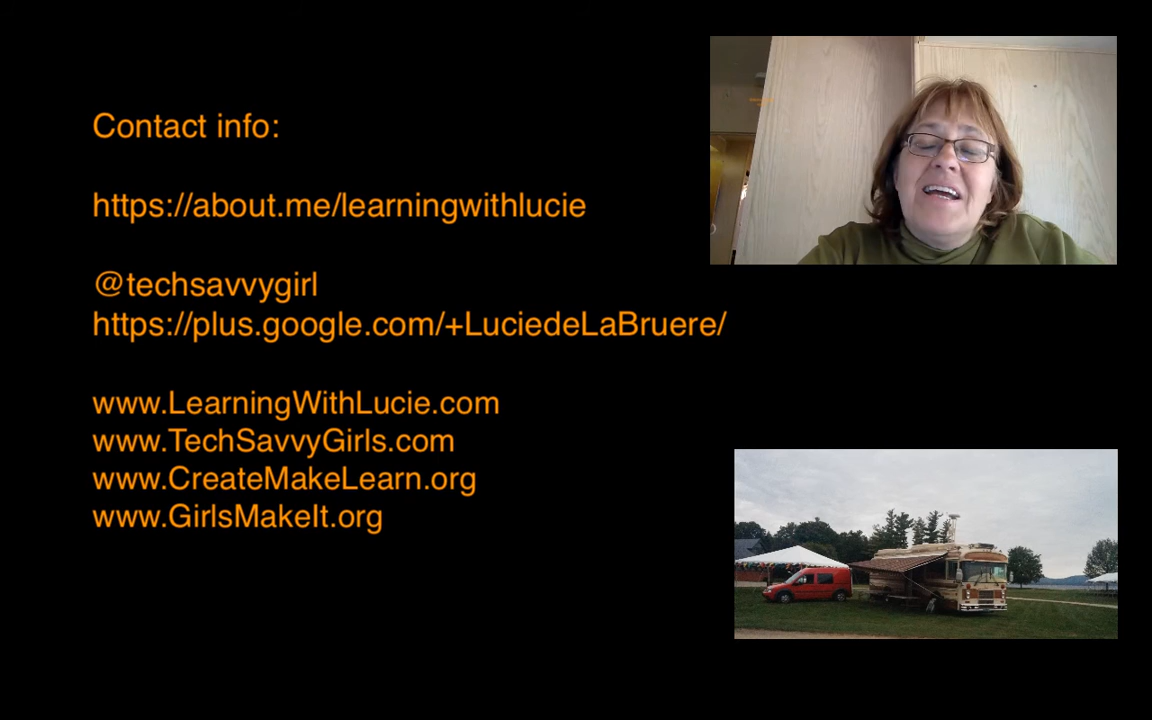 Contact info:
https://about.me/learningwithlucie
@techsavvygirl
https://plus.google.com/+LuciedeLaBruere/
www.LearningWithLucie.com
www.TechSavvyGirls.com
www.CreateMakeLearn.org
www.GirlsMakeIt.org